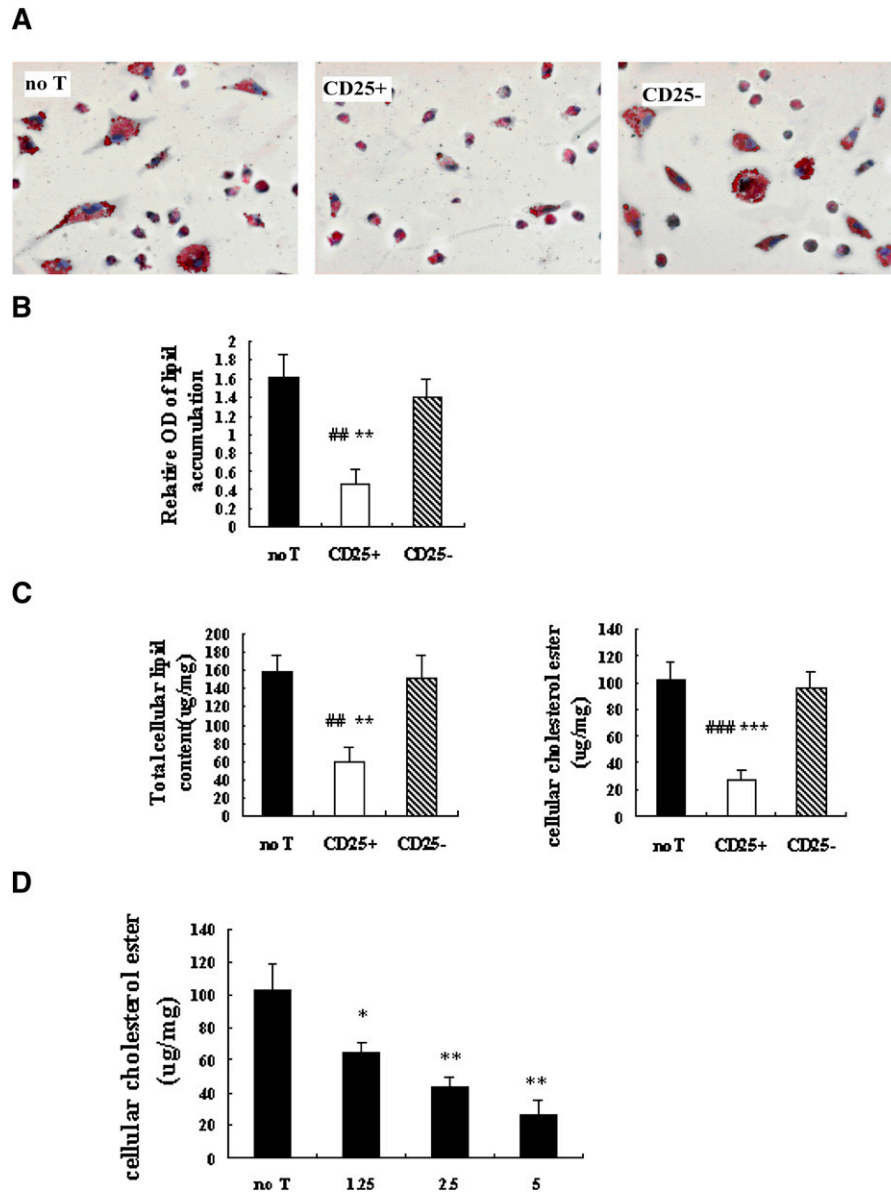 A
no T
CD25+
CD25-
B
Relative OD of lipid
accumulation
2
1.8
1.6
1.4
1.2
1
0.8
0.6
0.4
0.2
0
## **
no T
CD25+
CD25-
C
Total cellular lipid
content(ug/mg)
200
180
160
140
120
100
80
60
40
20
0
## **
no T
CD25+
CD25-
cellular cholesterol ester
(ug/mg)
140
120
100
80
60
40
20
0
### ***
no T
CD25+
CD25-
D
cellular cholesterol ester
(ug/mg)
140
120
100
80
60
40
20
0
*
**
**
no T
1.25
2.5
5